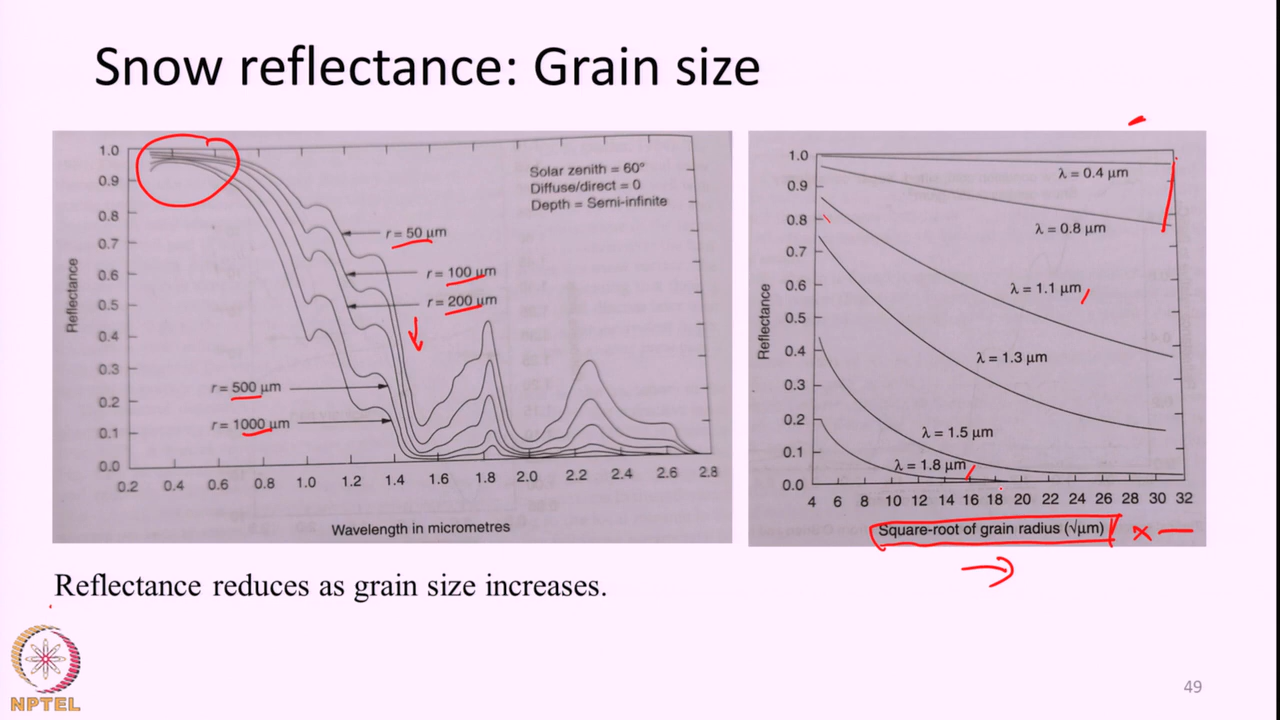 Snow reflectance: Grain size
1.0
0.9
0.8
0.7
0.6
0.5
0.4
0.3
0.2
0.1
0.0
Reflectance
Solar zenith = 60°
Diffuse/direct = 0
Depth = Semi-infinite
r = 50 μm
r = 100 μm
r = 200 μm
r = 500 μm
r = 1000 μm
0.2 0.4 0.6 0.8 1.0 1.2 1.4 1.6 1.8 2.0 2.2 2.4 2.6 2.8
Wavelength in micrometres
1.0
0.9
0.8
0.7
0.6
0.5
0.4
0.3
0.2
0.1
0.0
Reflectance
λ = 0.4 μm
λ = 0.8 μm
λ = 1.1 μm
λ = 1.3 μm
λ = 1.5 μm
λ = 1.8 μm
4 6 8 10 12 14 16 18 20 22 24 26 28 30 32
Square-root of grain radius (√μm)
Reflectance reduces as grain size increases.
NPTEL
49